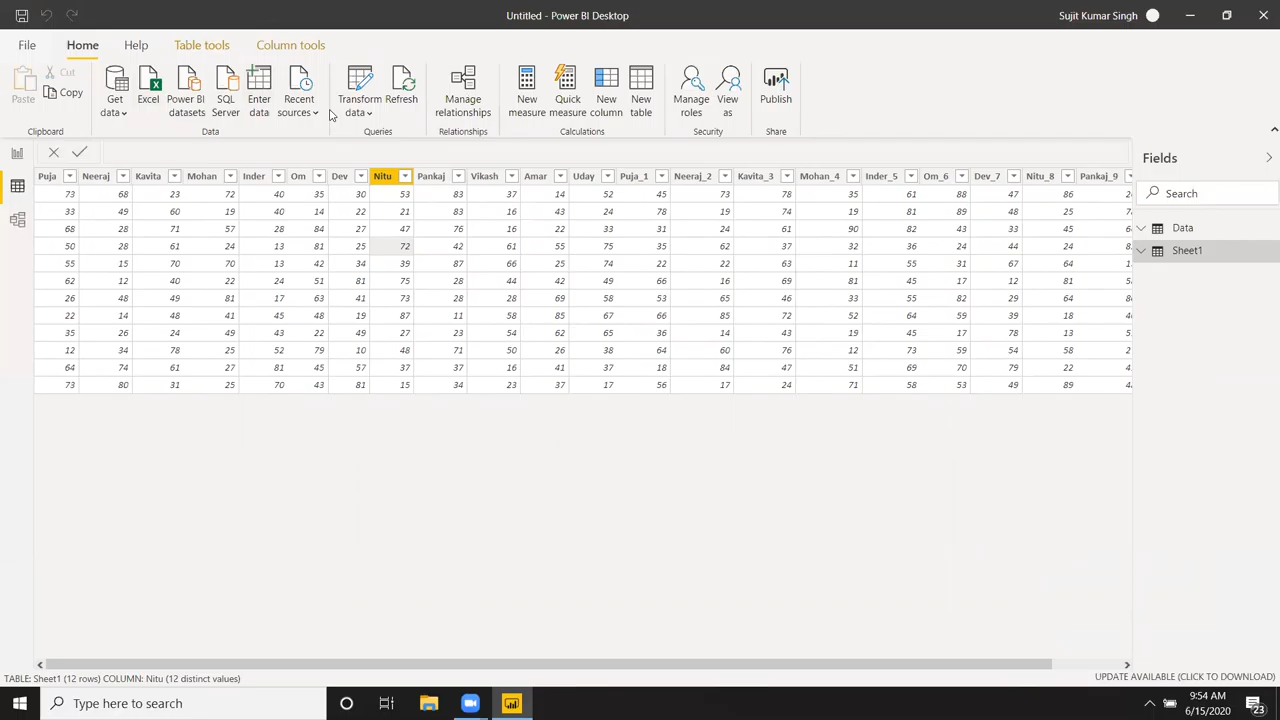 Untitled - Power BI Desktop
Sujit Kumar Singh
File Home Help Table tools Column tools
Paste
Cut
Copy
Get data
Excel
Power BI datasets
SQL Server
Enter data
Recent sources
Transform data
Refresh
Manage relationships
New measure
Quick measure
New column
New table
Manage roles
View as
Publish
Clipboard Data Queries Relationships Calculations Security Share
Puja Neeraj Kavita Mohan Inder Om Dev Nitu Pankaj Vikash Amar Uday Puja_1 Neeraj_2 Kavita_3 Mohan_4 Inder_5 Om_6 Dev_7 Nitu_8 Pankaj_9
73 68 23 72 40 35 30 53 83 37 14 52 45 73 78 35 61 88 47 86
33 49 60 19 40 14 22 21 83 16 43 24 78 19 74 19 81 89 48 25
68 28 71 57 28 84 27 47 76 16 22 33 31 24 61 90 82 43 33 45
50 28 61 24 13 81 25 72 42 61 55 75 35 62 37 32 36 24 44 24
55 15 70 70 13 42 34 39 87 66 25 74 22 22 63 11 55 31 67 64
62 12 40 22 24 51 81 75 28 44 42 49 66 16 69 81 45 17 12 81
26 48 49 81 17 63 41 73 28 28 69 58 53 65 46 33 55 82 29 64
22 14 48 41 45 48 19 87 11 58 85 67 66 85 72 52 64 59 39 18
35 26 24 49 43 22 49 27 23 54 62 65 36 14 43 19 45 17 78 13
12 34 78 25 52 79 10 48 71 50 26 38 64 60 76 12 73 59 54 58
64 74 61 27 81 45 57 37 37 16 41 37 18 84 47 51 69 70 79 22
73 80 31 25 70 43 81 15 34 23 37 17 56 17 24 71 58 53 49 89
Fields
Search
Data
Sheet1
TABLE: Sheet1 (12 rows) COLUMN: Nitu (12 distinct values)
UPDATE AVAILABLE (CLICK TO DOWNLOAD)
Type here to search
9:54 AM
6/15/2020
23